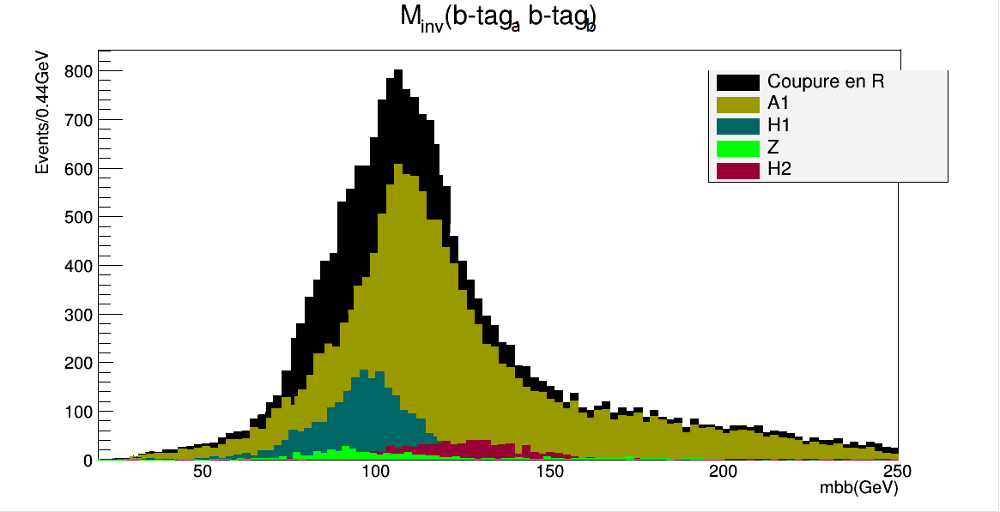 M_inv(b-tag_a, b-tag_b)
Events/0.44GeV
800
700
600
500
400
300
200
100
0
Coupure en R
A1
H1
Z
H2
50 100 150 200 250
mbb(GeV)